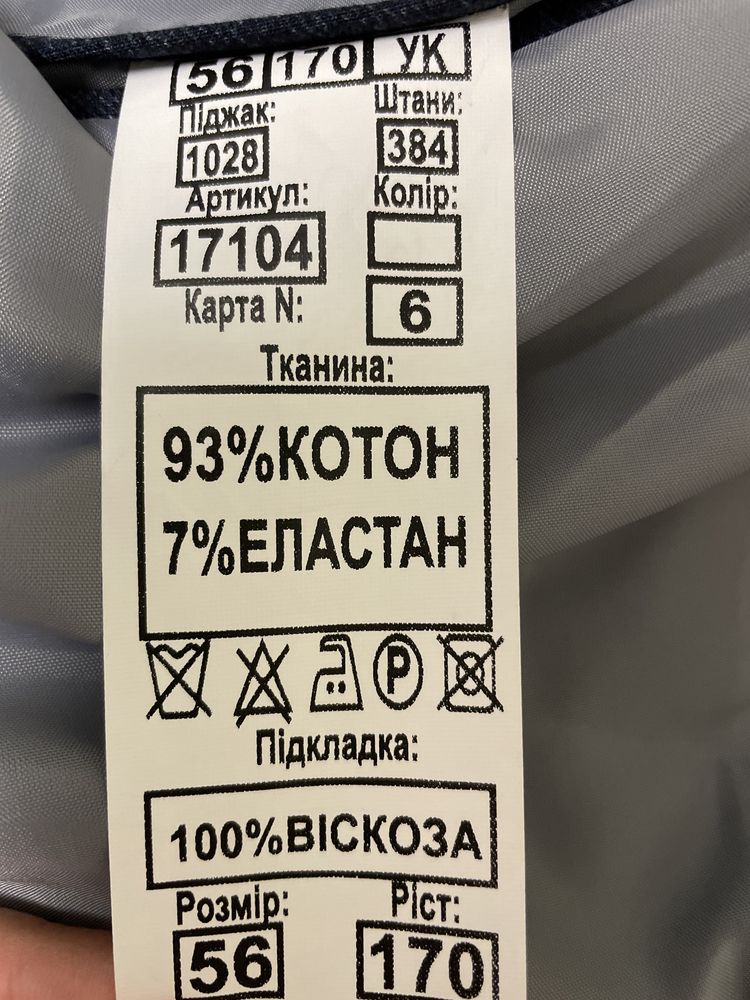 56 170 УК
Піджак: Штани:
1028 384
Артикул: Колір:
17104
Карта N: 6
Тканина:
93%КОТОН
7%ЕЛАСТАН
P
Підкладка:
100%ВІСКОЗА
Розмір: Ріст:
56 170